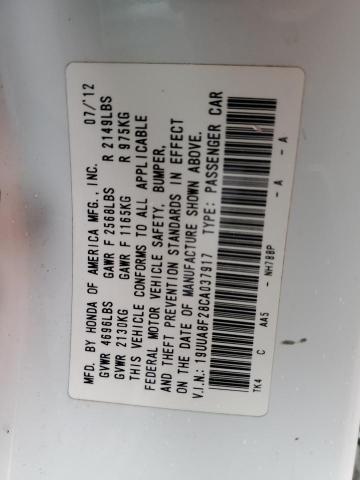 MFD. BY HONDA OF AMERICA MFG., INC. 07/12
GVWR 4696LBS GAWR F 2568LBS R 2149LBS
GVWR 2130KG GAWR F 1165KG R 975KG
THIS VEHICLE CONFORMS TO ALL APPLICABLE
FEDERAL MOTOR VEHICLE SAFETY, BUMPER,
AND THEFT PREVENTION STANDARDS IN EFFECT
ON THE DATE OF MANUFACTURE SHOWN ABOVE.
V.I.N.: 19UUA8F28CA037917 TYPE: PASSENGER CAR
TK4 C AA5 - NH788P - A - A